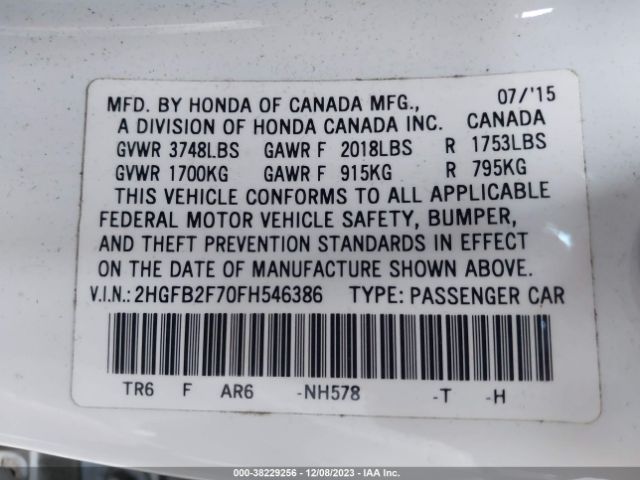 MFD. BY HONDA OF CANADA MFG., 07/'15
A DIVISION OF HONDA CANADA INC. CANADA
GVWR 3748LBS GAWR F 2018LBS R 1753LBS
GVWR 1700KG GAWR F 915KG R 795KG
THIS VEHICLE CONFORMS TO ALL APPLICABLE
FEDERAL MOTOR VEHICLE SAFETY, BUMPER,
AND THEFT PREVENTION STANDARDS IN EFFECT
ON THE DATE OF MANUFACTURE SHOWN ABOVE.
V.I.N.: 2HGFB2F70FH546386 TYPE: PASSENGER CAR
TR6 F AR6 -NH578 -T -H
000-38229256 - 12/08/2023 - IAA Inc.